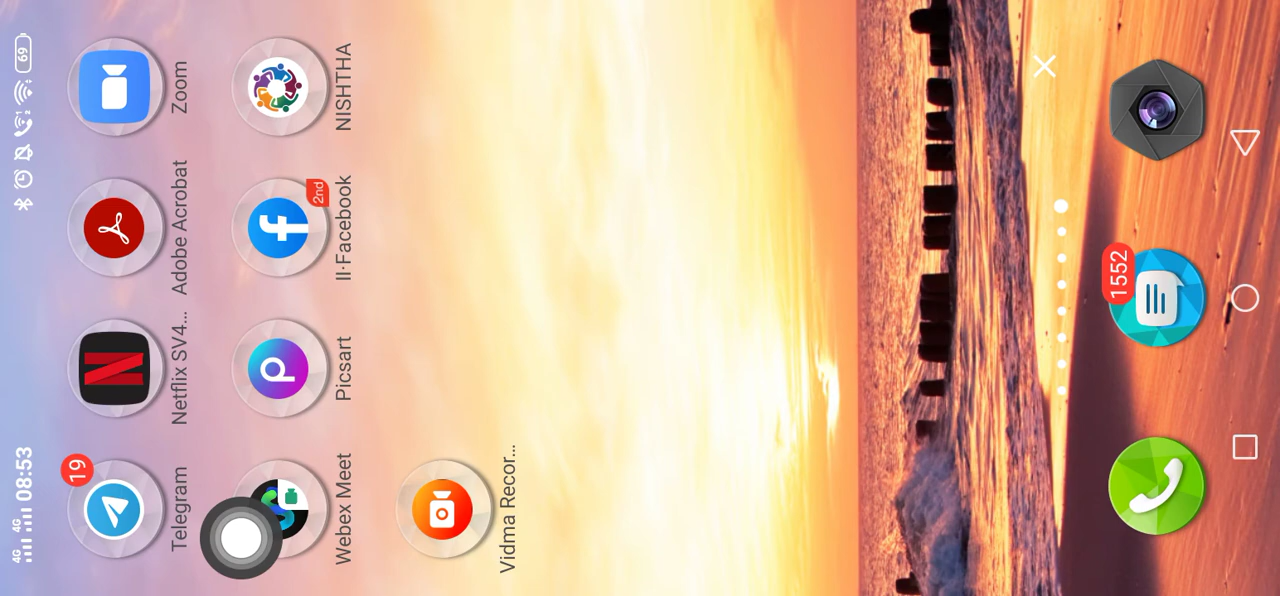 4G 4G 08:53 2 69
19
Telegram Netflix SV4... Adobe Acrobat Zoom
2nd
Webex Meet Picsart II·Facebook NISHTHA
Vidma Recor...
1552